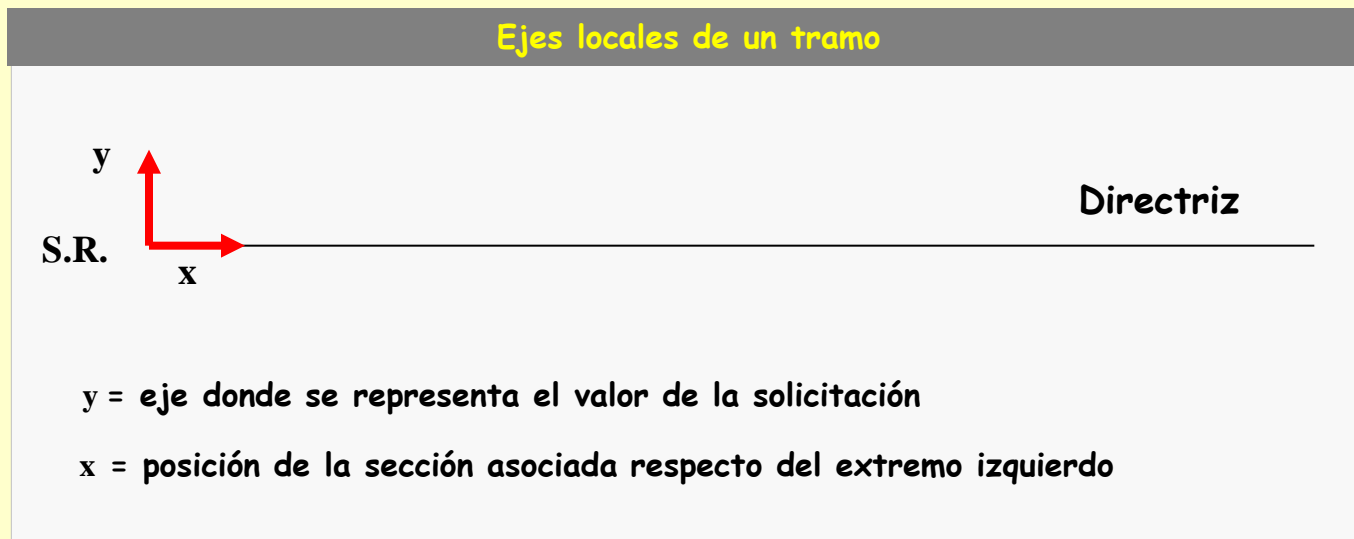 Ejes locales de un tramo
y
Directriz
S.R.
x
y = eje donde se representa el valor de la solicitación
x = posición de la sección asociada respecto del extremo izquierdo